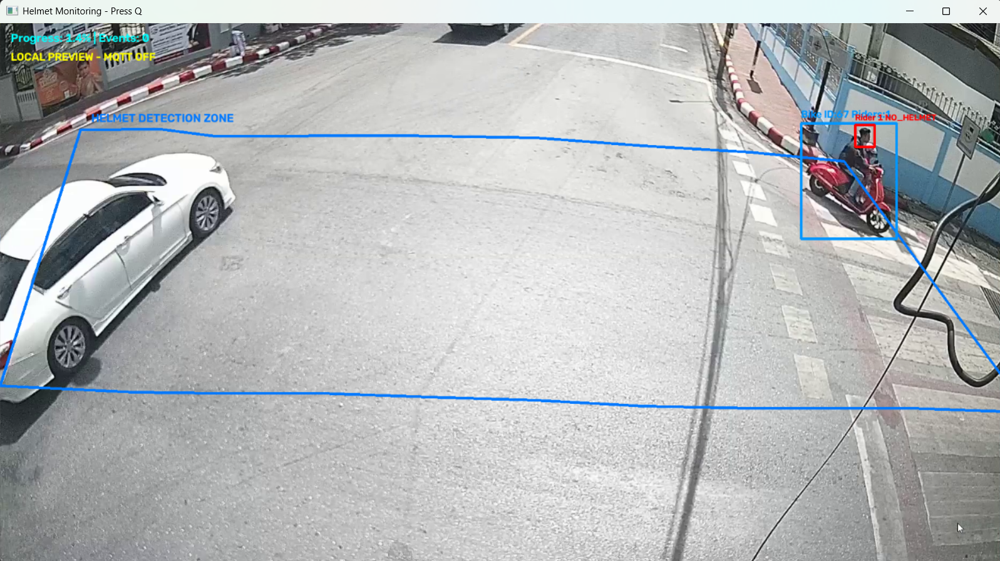 Helmet Monitoring - Press Q
Progress: 1.4% | Events: 0
LOCAL PREVIEW - MQTT OFF
HELMET DETECTION ZONE
Bike ID:67 Riders:1
Rider 1 NO_HELMET